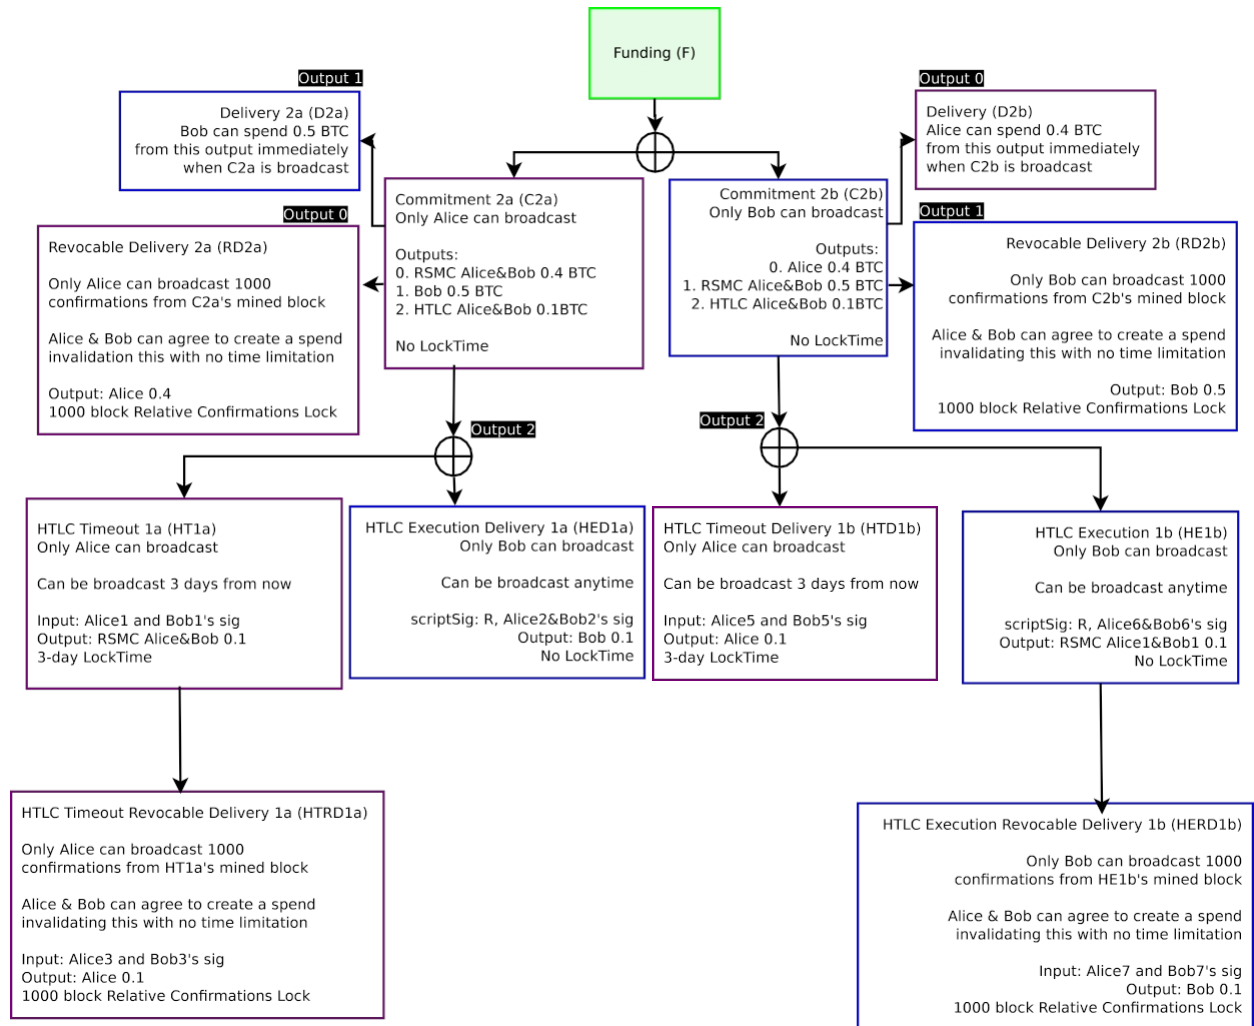 Funding (F)
Output 1
Delivery 2a (D2a)
Bob can spend 0.5 BTC
from this output immediately
when C2a is broadcast
Output 0
Delivery (D2b)
Alice can spend 0.4 BTC
from this output immediately
when C2b is broadcast
Commitment 2a (C2a)
Only Alice can broadcast
Outputs:
0. RSMC Alice&Bob 0.4 BTC
1. Bob 0.5 BTC
2. HTLC Alice&Bob 0.1BTC
No LockTime
Commitment 2b (C2b)
Only Bob can broadcast
Outputs:
0. Alice 0.4 BTC
1. RSMC Alice&Bob 0.5 BTC
2. HTLC Alice&Bob 0.1BTC
No LockTime
Output 0
Revocable Delivery 2a (RD2a)
Only Alice can broadcast 1000
confirmations from C2a's mined block
Alice & Bob can agree to create a spend
invalidation this with no time limitation
Output: Alice 0.4
1000 block Relative Confirmations Lock
Output 1
Revocable Delivery 2b (RD2b)
Only Bob can broadcast 1000
confirmations from C2b's mined block
Alice & Bob can agree to create a spend
invalidating this with no time limitation
Output: Bob 0.5
1000 block Relative Confirmations Lock
Output 2
Output 2
HTLC Timeout 1a (HT1a)
Only Alice can broadcast
Can be broadcast 3 days from now
Input: Alice1 and Bob1's sig
Output: RSMC Alice&Bob 0.1
3-day LockTime
HTLC Execution Delivery 1a (HED1a)
Only Bob can broadcast
Can be broadcast anytime
scriptSig: R, Alice2&Bob2's sig
Output: Bob 0.1
No LockTime
HTLC Timeout Delivery 1b (HTD1b)
Only Alice can broadcast
Can be broadcast 3 days from now
Input: Alice5 and Bob5's sig
Output: Alice 0.1
3-day LockTime
HTLC Execution 1b (HE1b)
Only Bob can broadcast
Can be broadcast anytime
scriptSig: R, Alice6&Bob6's sig
Output: RSMC Alice1&Bob1 0.1
No LockTime
HTLC Timeout Revocable Delivery 1a (HTRD1a)
Only Alice can broadcast 1000
confirmations from HT1a's mined block
Alice & Bob can agree to create a spend
invalidating this with no time limitation
Input: Alice3 and Bob3's sig
Output: Alice 0.1
1000 block Relative Confirmations Lock
HTLC Execution Revocable Delivery 1b (HERD1b)
Only Bob can broadcast 1000
confirmations from HE1b's mined block
Alice & Bob can agree to create a spend
invalidating this with no time limitation
Input: Alice7 and Bob7's sig
Output: Bob 0.1
1000 block Relative Confirmations Lock